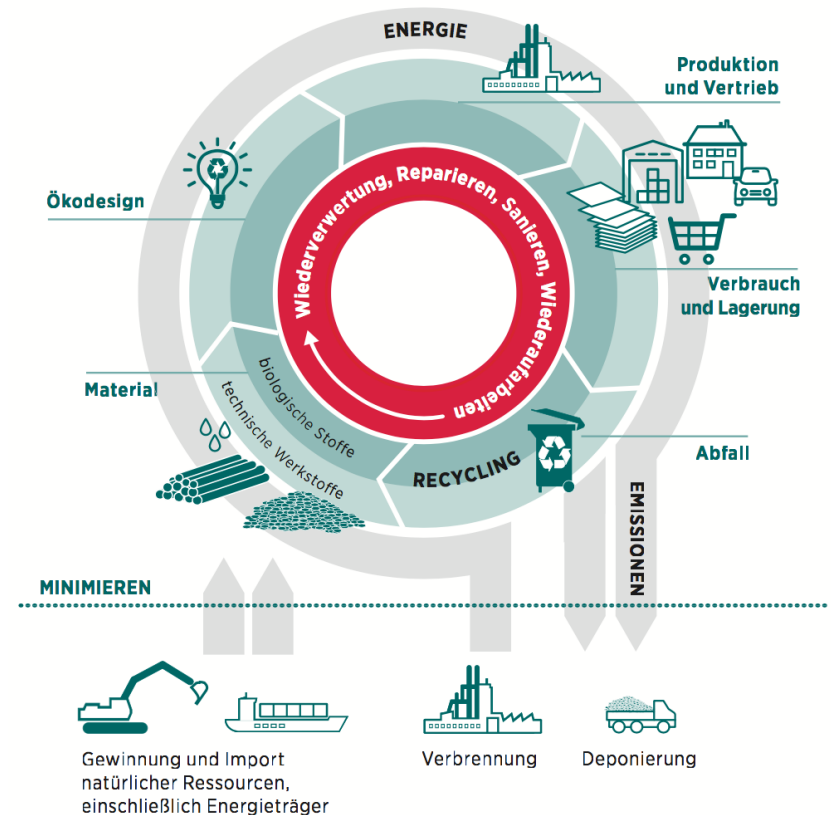 ENERGIE
Produktion
und Vertrieb
Ökodesign
Wiederverwertung, Reparieren, Sanieren, Wiederaufarbeiten
Verbrauch
und Lagerung
Material
biologische Stoffe
technische Werkstoffe
RECYCLING
Abfall
EMISSIONEN
MINIMIEREN
Gewinnung und Import
natürlicher Ressourcen,
einschließlich Energieträger
Verbrennung
Deponierung